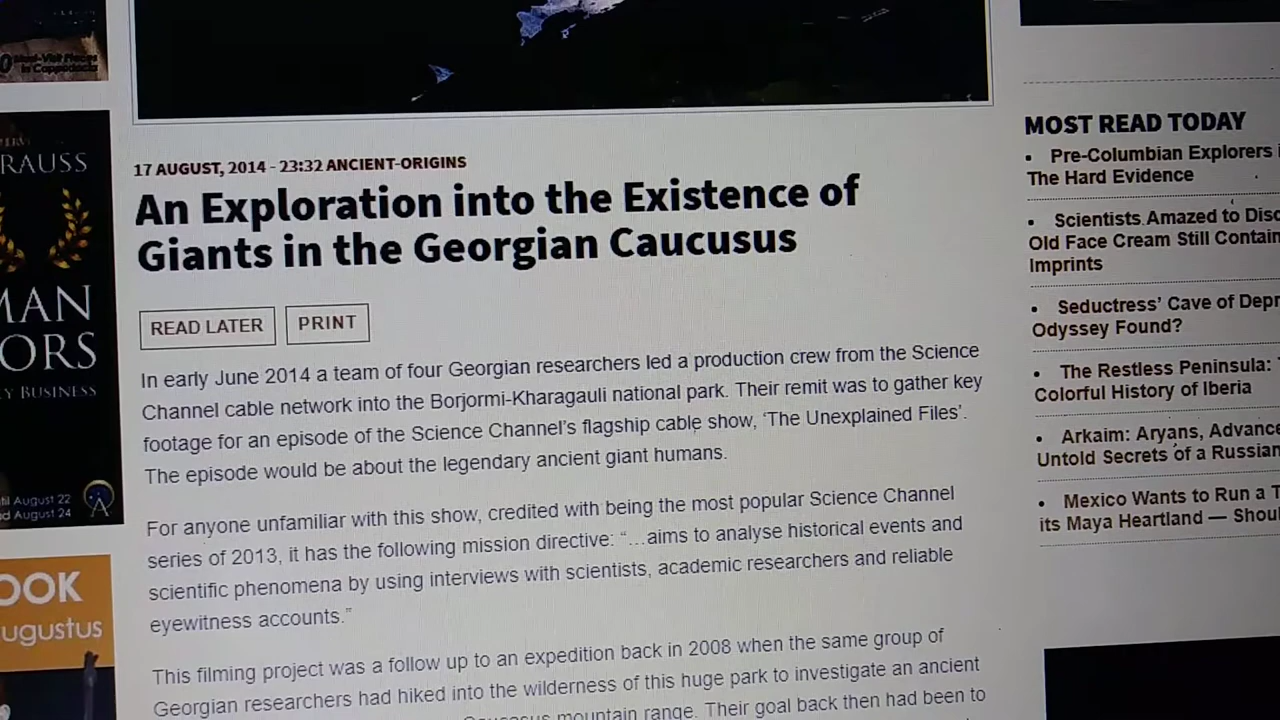 Most-Visit Places
in Cappadocia
RAUSS
MAN
ORS
Y BUSINESS
til August 22
d August 24
OOK
ugustus
17 AUGUST, 2014 - 23:32 ANCIENT-ORIGINS
An Exploration into the Existence of
Giants in the Georgian Caucusus
READ LATER
PRINT
In early June 2014 a team of four Georgian researchers led a production crew from the Science
Channel cable network into the Borjormi-Kharagauli national park. Their remit was to gather key
footage for an episode of the Science Channel's flagship cable show, 'The Unexplained Files'.
The episode would be about the legendary ancient giant humans.
For anyone unfamiliar with this show, credited with being the most popular Science Channel
series of 2013, it has the following mission directive: “…aims to analyse historical events and
scientific phenomena by using interviews with scientists, academic researchers and reliable
eyewitness accounts.”
This filming project was a follow up to an expedition back in 2008 when the same group of
Georgian researchers had hiked into the wilderness of this huge park to investigate an ancient
mountain range. Their goal back then had been to
MOST READ TODAY
• Pre-Columbian Explorers i
The Hard Evidence
• Scientists Amazed to Disc
Old Face Cream Still Contain
Imprints
• Seductress' Cave of Depr
Odyssey Found?
• The Restless Peninsula:
Colorful History of Iberia
• Arkaim: Aryans, Advance
Untold Secrets of a Russian
• Mexico Wants to Run a T
its Maya Heartland — Shou